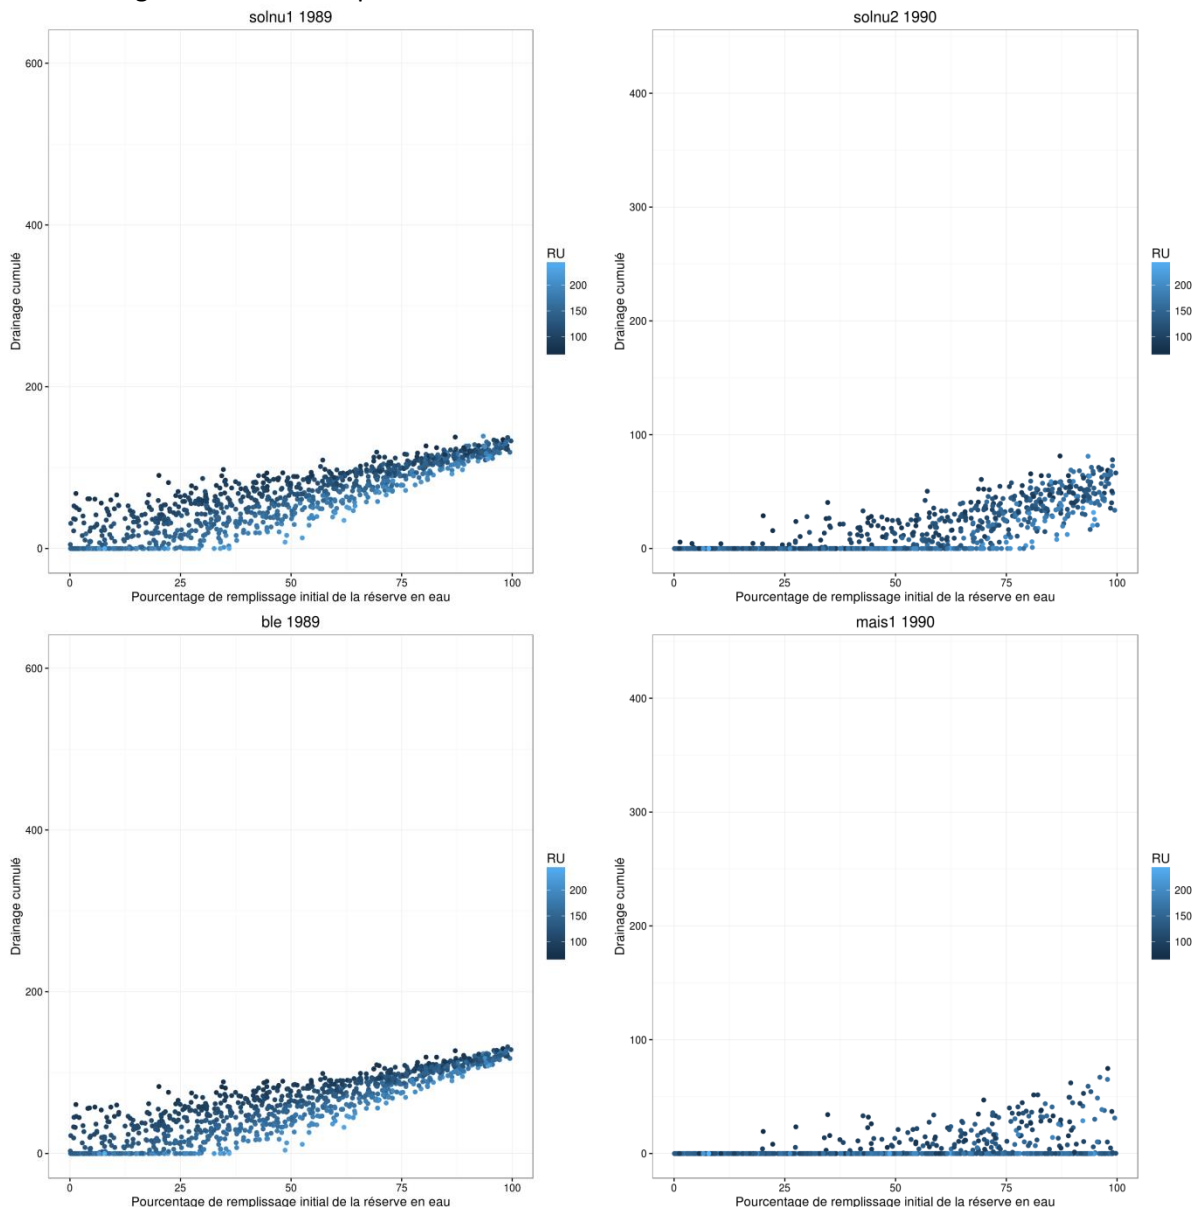 solnu1 1989
600
400
200
0
Drainage cumulé
0 25 50 75 100
Pourcentage de remplissage initial de la réserve en eau
RU
200
150
100
solnu2 1990
400
300
200
100
0
Drainage cumulé
0 25 50 75 100
Pourcentage de remplissage initial de la réserve en eau
RU
200
150
100
ble 1989
600
400
200
0
Drainage cumulé
0 25 50 75 100
Pourcentage de remplissage initial de la réserve en eau
RU
200
150
100
mais1 1990
400
300
200
100
0
Drainage cumulé
0 25 50 75 100
Pourcentage de remplissage initial de la réserve en eau
RU
200
150
100